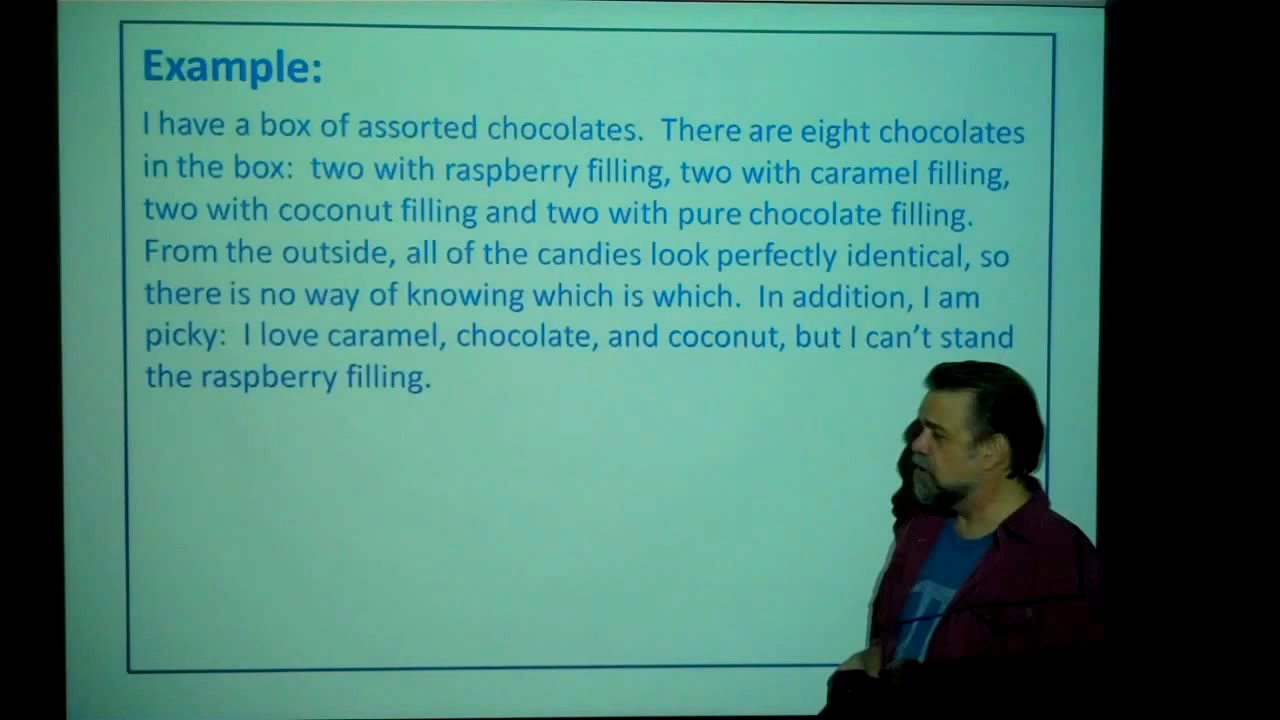 Example:
I have a box of assorted chocolates.  There are eight chocolates
in the box:  two with raspberry filling, two with caramel filling,
two with coconut filling and two with pure chocolate filling.
From the outside, all of the candies look perfectly identical, so
there is no way of knowing which is which.  In addition, I am
picky:  I love caramel, chocolate, and coconut, but I can’t stand
the raspberry filling.